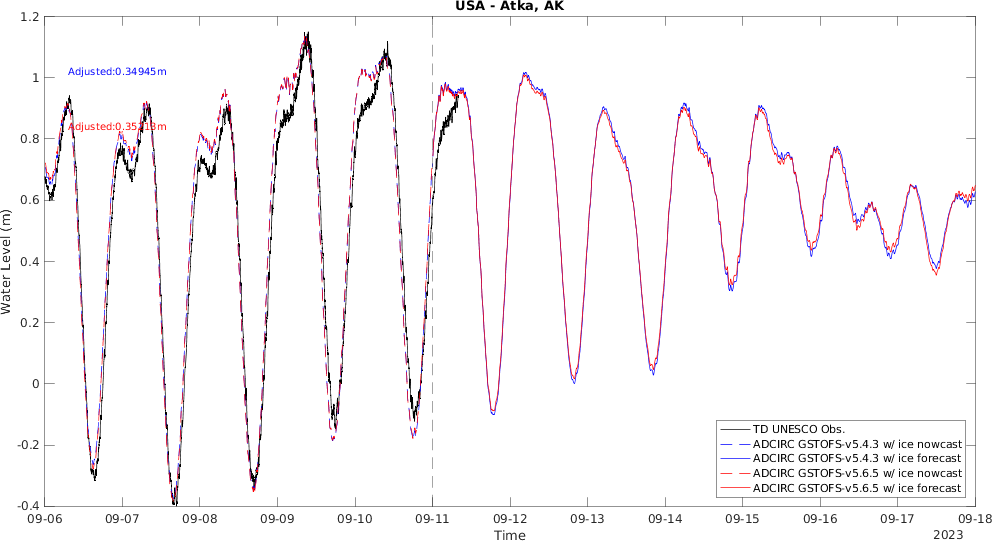 USA - Atka, AK
Water Level (m)
1.2
1
0.8
0.6
0.4
0.2
0
-0.2
-0.4
Adjusted:0.34945m
TD UNESCO Obs.
ADCIRC GSTOFS-v5.4.3 w/ ice nowcast
ADCIRC GSTOFS-v5.4.3 w/ ice forecast
ADCIRC GSTOFS-v5.6.5 w/ ice nowcast
ADCIRC GSTOFS-v5.6.5 w/ ice forecast
09-06 09-07 09-08 09-09 09-10 09-11 09-12 09-13 09-14 09-15 09-16 09-17 09-18
Time
2023